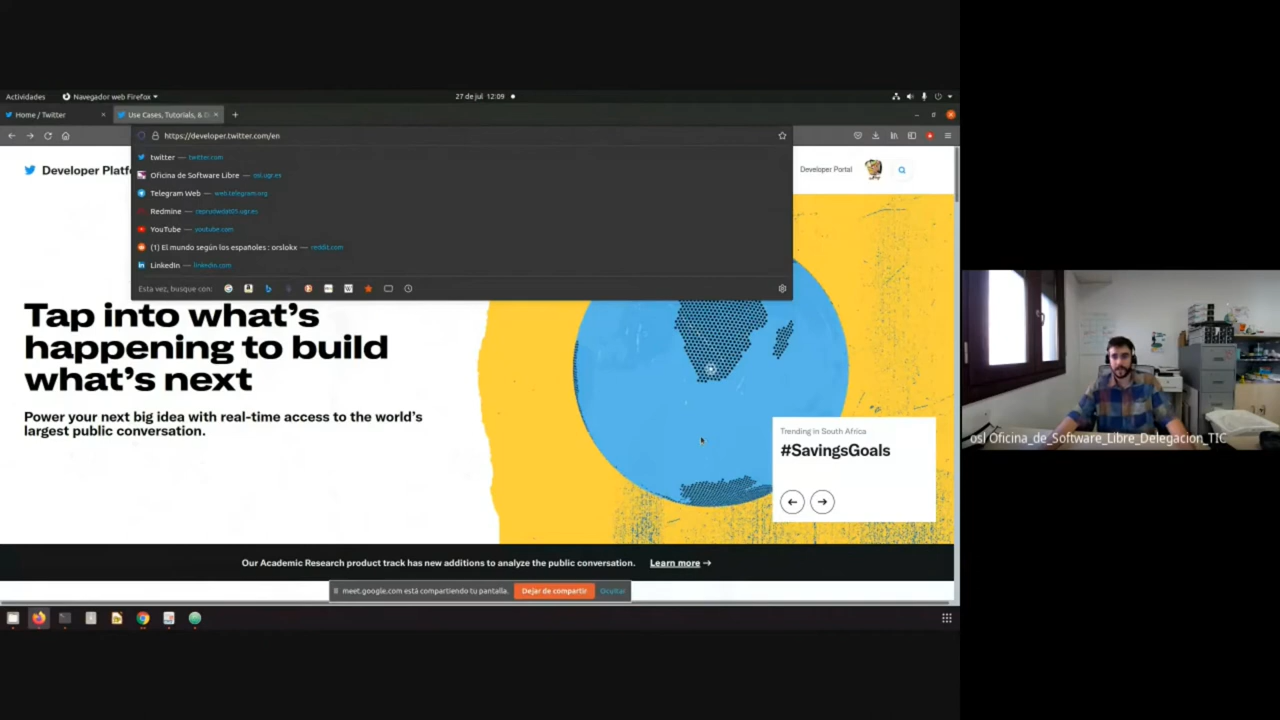 Actividades
Navegador web Firefox
27 de jul 12:09
Home / Twitter
Use Cases, Tutorials, & D
https://developer.twitter.com/en
twitter — twitter.com
Oficina de Software Libre — osl.ugr.es
Telegram Web — web.telegram.org
Redmine —
YouTube — youtube.com
(1) El mundo según los españoles : orslokx — reddit.com
LinkedIn — linkedin.com
Esta vez, busque con:
Developer Platf
Developer Portal
Tap into what's
happening to build
what's next
Power your next big idea with real-time access to the world's
largest public conversation.
Trending in South Africa
#SavingsGoals
Our Academic Research product track has new additions to analyze the public conversation. Learn more →
meet.google.com está compartiendo tu pantalla. Dejar de compartir Ocultar
osl Oficina_de_Software_Libre_Delegacion_TIC